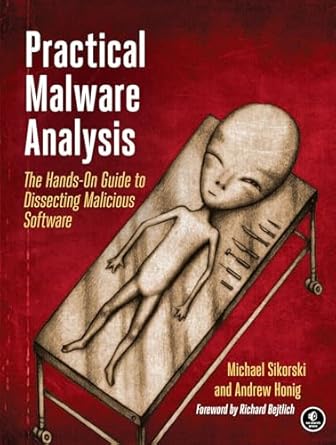 Practical
Malware
Analysis
The Hands-On Guide to
Dissecting Malicious
Software
Michael Sikorski
and Andrew Honig
Foreword by Richard Bejtlich